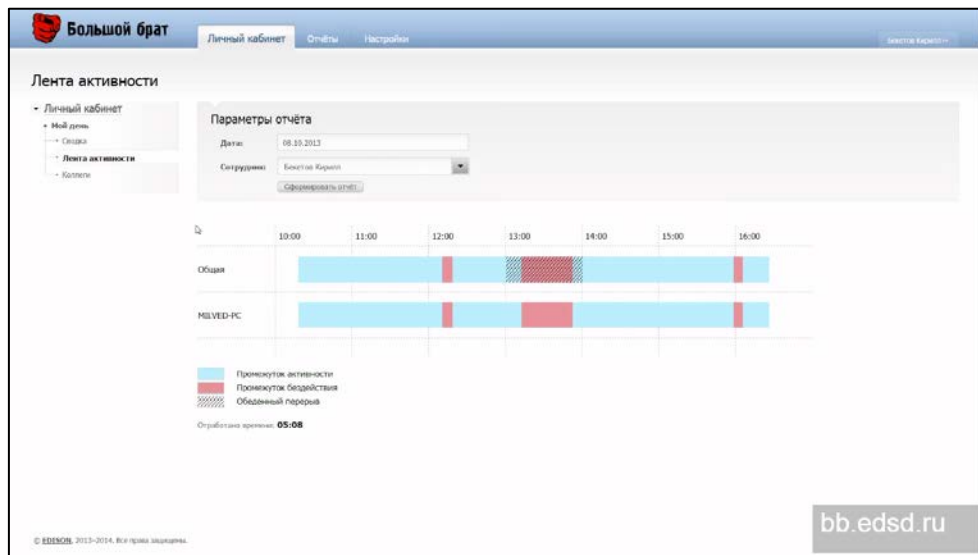 Большой брат
Личный кабинет Отчёты Настройки
Бекетов Кирилл
Лента активности
Личный кабинет
Мой день
Сводка
Лента активности
Коллеги
Параметры отчёта
Дата: 08.10.2013
Сотрудник: Бекетов Кирилл
Сформировать отчёт
10:00 11:00 12:00 13:00 14:00 15:00 16:00
Общая
MILVED-PC
Промежуток активности
Промежуток бездействия
Обеденный перерыв
Отработано времени: 05:08
bb.edsd.ru
© EDISON, 2013–2014. Все права защищены.